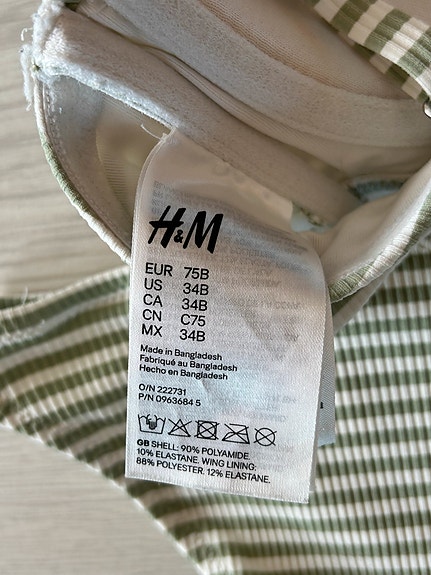 H&M
EUR 75B
US 34B
CA 34B
CN C75
MX 34B
Made in Bangladesh
Fabriqué au Bangladesh
Hecho en Bangladesh
O/N 222731
P/N 0963684 5
GB SHELL: 90% POLYAMIDE.
10% ELASTANE. WING LINING:
88% POLYESTER. 12% ELASTANE.